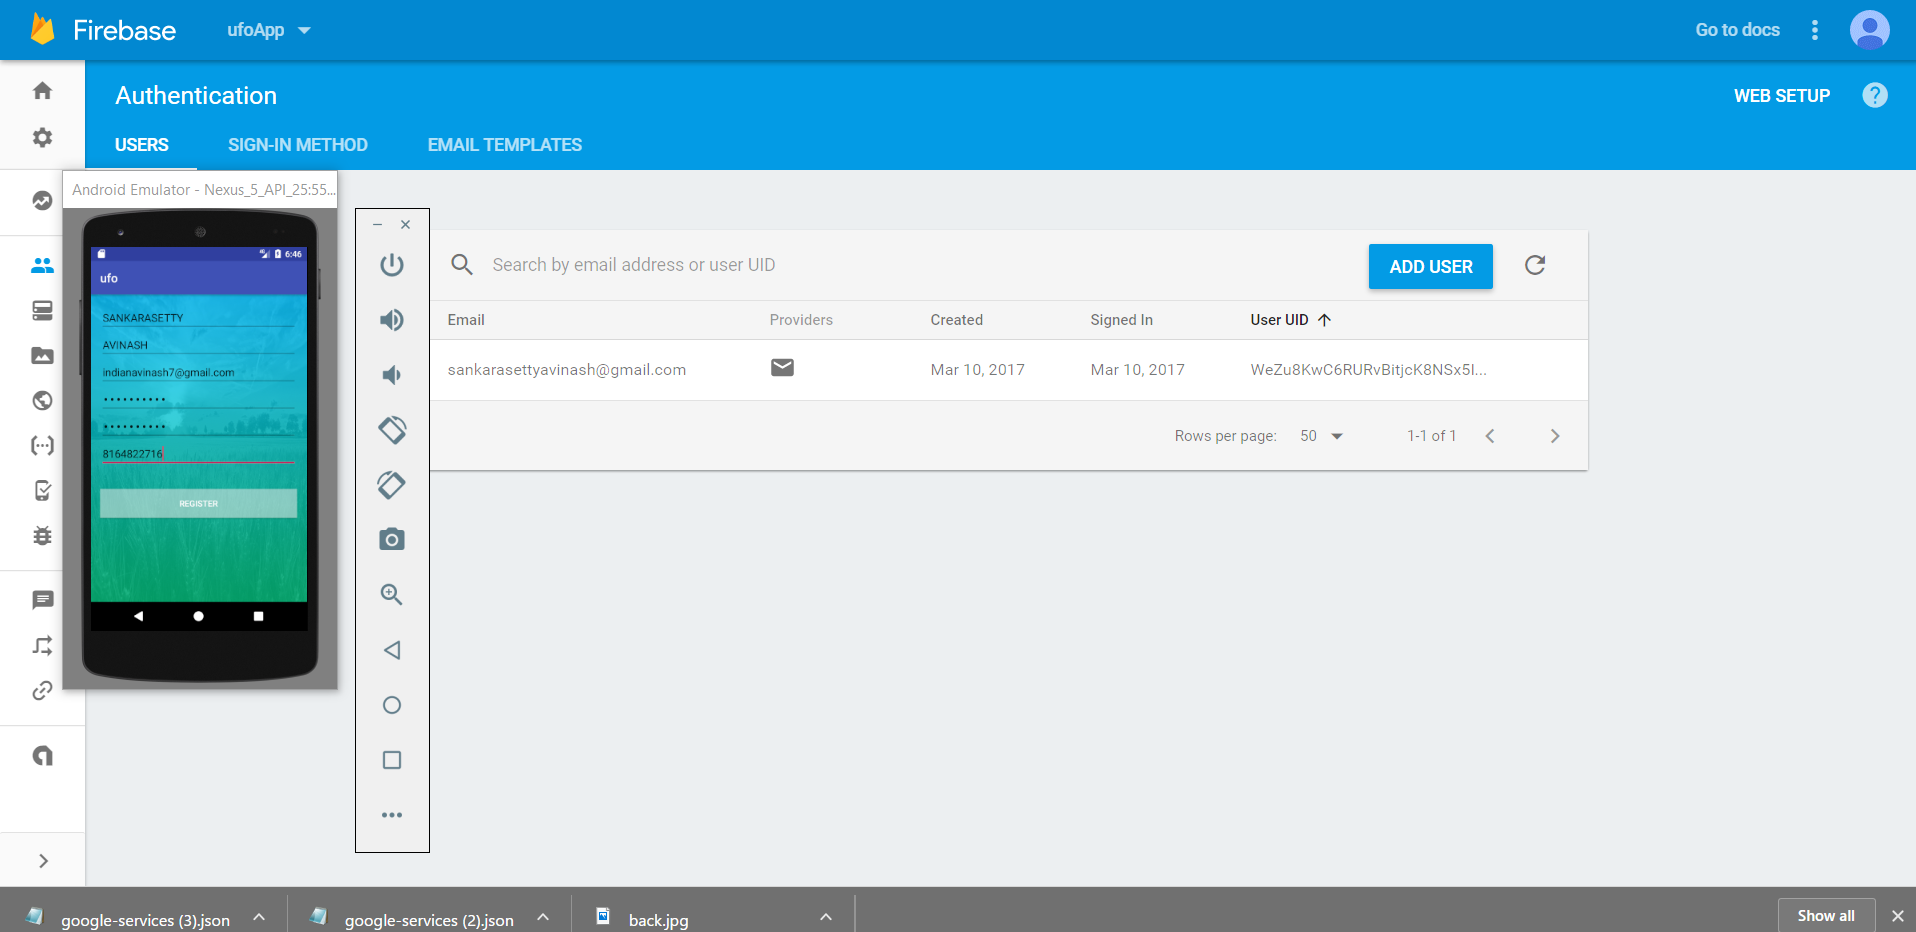 Firebase
ufoApp
Go to docs
Authentication
WEB SETUP
?
USERS
SIGN-IN METHOD
EMAIL TEMPLATES
Android Emulator - Nexus_5_API_25:55...
6:46
ufo
SANKARASETTY
AVINASH
indianavinash7@gmail.com
••••••••••
••••••••••
8164822716
REGISTER
Search by email address or user UID
ADD USER
Email
Providers
Created
Signed In
User UID
sankarasettyavinash@gmail.com
Mar 10, 2017
Mar 10, 2017
WeZu8KwC6RURvBitjcK8NSx5I...
Rows per page:
50
1-1 of 1
google-services (3).json
google-services (2).json
back.jpg
Show all